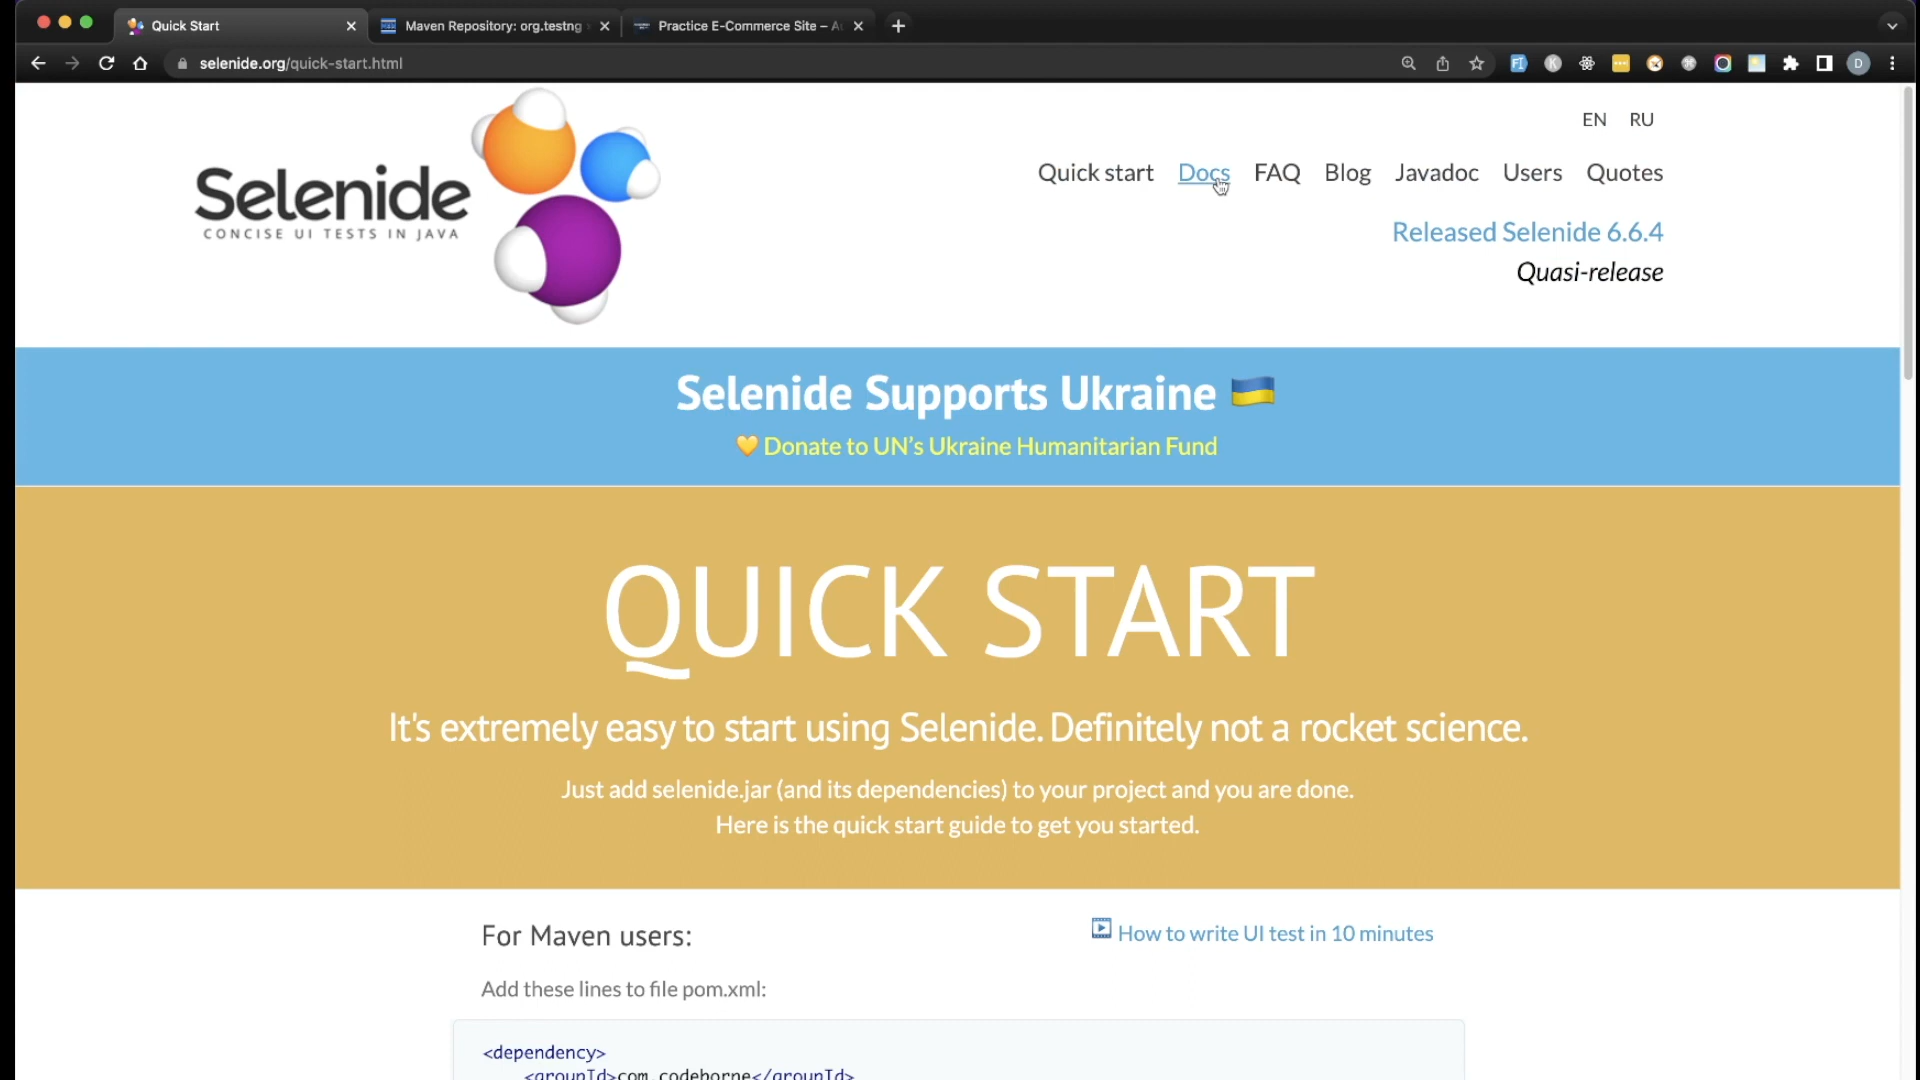 Quick Start
Maven Repository: org.testng
Practice E-Commerce Site – Au
selenide.org/quick-start.html
D
EN RU
Selenide
CONCISE UI TESTS IN JAVA
Quick start Docs FAQ Blog Javadoc Users Quotes
Released Selenide 6.6.4
Quasi-release
Selenide Supports Ukraine 🇺🇦
💛 Donate to UN’s Ukraine Humanitarian Fund
QUICK START
It's extremely easy to start using Selenide. Definitely not a rocket science.
Just add selenide.jar (and its dependencies) to your project and you are done.
Here is the quick start guide to get you started.
For Maven users:
How to write UI test in 10 minutes
Add these lines to file pom.xml:
<dependency>
<groupId>com.codeborne</groupId>